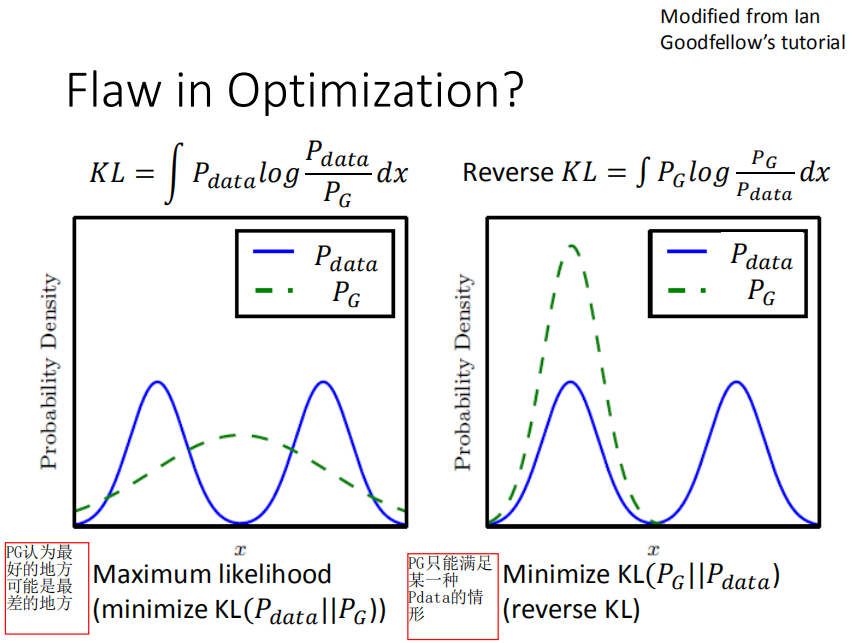 Modified from Ian
Goodfellow's tutorial
Flaw in Optimization?
KL = ∫ P_data log P_data/P_G dx
Reverse KL = ∫ P_G log P_G/P_data dx
P_data
P_G
Probability Density
x
P_data
P_G
Probability Density
x
PG认为最
好的地方
可能是最
差的地方
Maximum likelihood
(minimize KL(P_data||P_G))
PG只能满足
某一种
Pdata的情
形
Minimize KL(P_G||P_data)
(reverse KL)